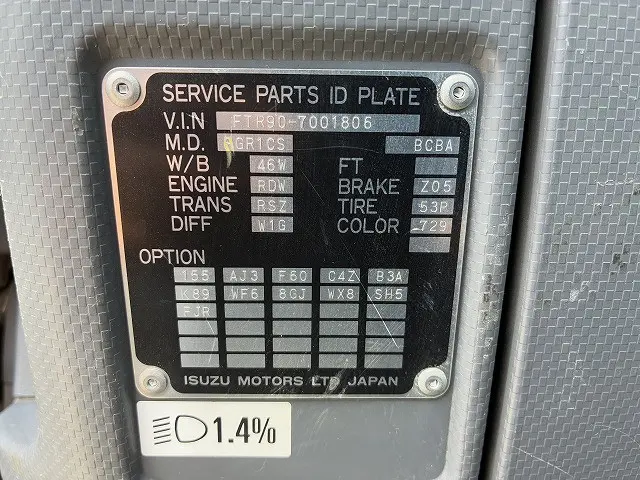 SERVICE PARTS ID PLATE
V.I.N FTR90-7001806
M.D. RGR1CS BCBA
W/B 46W FT
ENGINE RDW BRAKE Z05
TRANS RSZ TIRE 53P
DIFF W1G COLOR 729
OPTION
155 AJ3 F60 C4Z B3A
K89 WF6 8GJ WX8 SH5
FJR
ISUZU MOTORS LTD JAPAN
1.4%